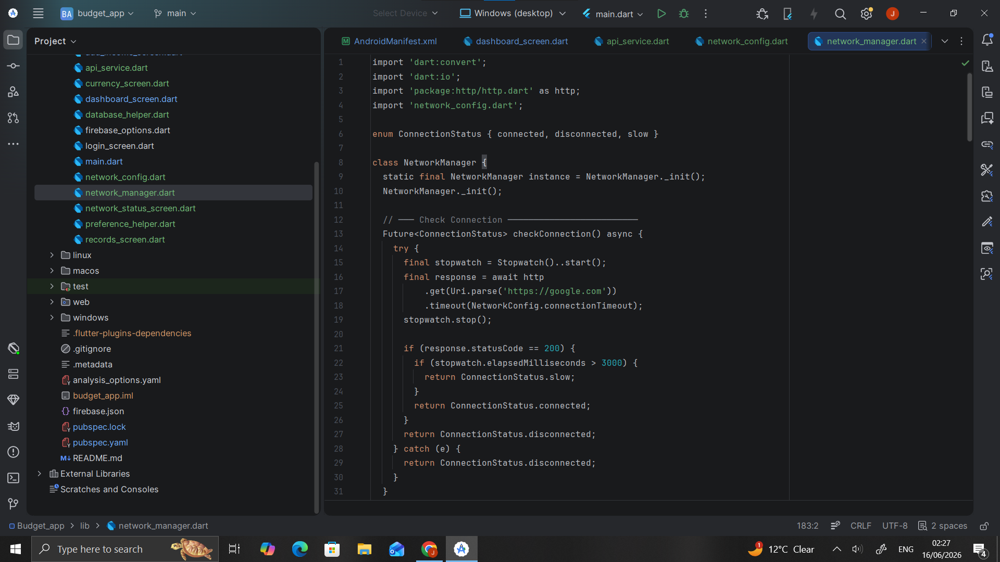 BA budget_app
main
Select Device
Windows (desktop)
main.dart
J
Project
AndroidManifest.xml
dashboard_screen.dart
api_service.dart
network_config.dart
network_manager.dart
api_service.dart
currency_screen.dart
dashboard_screen.dart
database_helper.dart
firebase_options.dart
login_screen.dart
main.dart
network_config.dart
network_manager.dart
network_status_screen.dart
preference_helper.dart
records_screen.dart
linux
macos
test
web
windows
.flutter-plugins-dependencies
.gitignore
.metadata
analysis_options.yaml
budget_app.iml
firebase.json
pubspec.lock
pubspec.yaml
README.md
External Libraries
Scratches and Consoles
1 import 'dart:convert';
2 import 'dart:io';
3 import 'package:http/http.dart' as http;
4 import 'network_config.dart';
5
6 enum ConnectionStatus { connected, disconnected, slow }
7
8 class NetworkManager {
9 static final NetworkManager instance = NetworkManager._init();
10 NetworkManager._init();
11
12 // ─── Check Connection ─────────────────────────
13 Future<ConnectionStatus> checkConnection() async {
14 try {
15 final stopwatch = Stopwatch()..start();
16 final response = await http
17 .get(Uri.parse('https://google.com'))
18 .timeout(NetworkConfig.connectionTimeout);
19 stopwatch.stop();
20
21 if (response.statusCode == 200) {
22 if (stopwatch.elapsedMilliseconds > 3000) {
23 return ConnectionStatus.slow;
24 }
25 return ConnectionStatus.connected;
26 }
27 return ConnectionStatus.disconnected;
28 } catch (e) {
29 return ConnectionStatus.disconnected;
30 }
31 }
Budget_app > lib > network_manager.dart
183:2
CRLF
UTF-8
2 spaces
Type here to search
1
12°C Clear
ENG
02:27
16/06/2026
4